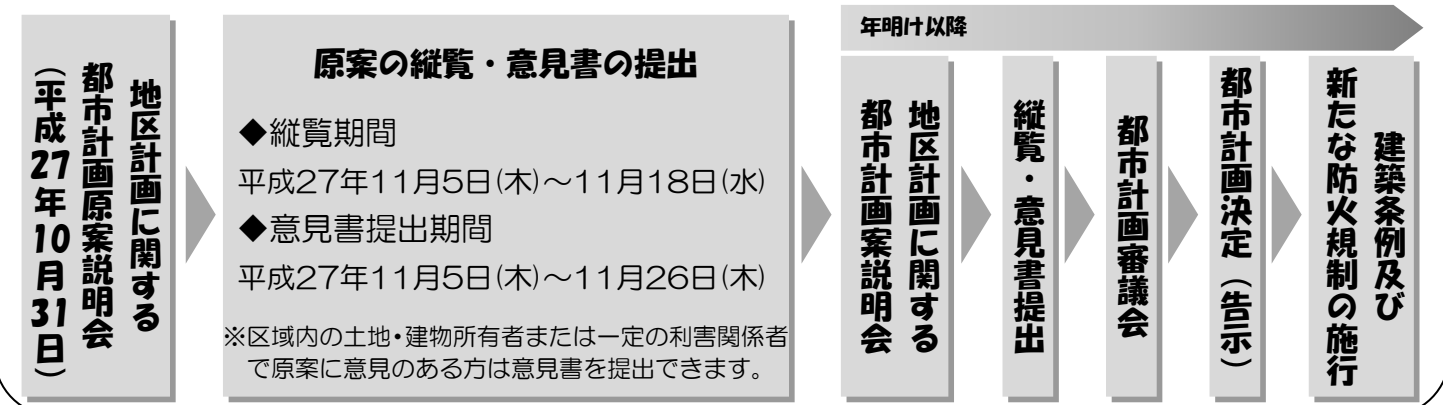 地区計画に関する
都市計画原案説明会
（平成27年10月31日）
原案の縦覧・意見書の提出
◆縦覧期間
平成27年11月5日(木)～11月18日(水)
◆意見書提出期間
平成27年11月5日(木)～11月26日(木)
※区域内の土地・建物所有者または一定の利害関係者
で原案に意見のある方は意見書を提出できます。
年明け以降
地区計画に関する
都市計画案説明会
縦覧・意見書提出
都市計画審議会
都市計画決定（告示）
建築条例及び
新たな防火規制の施行